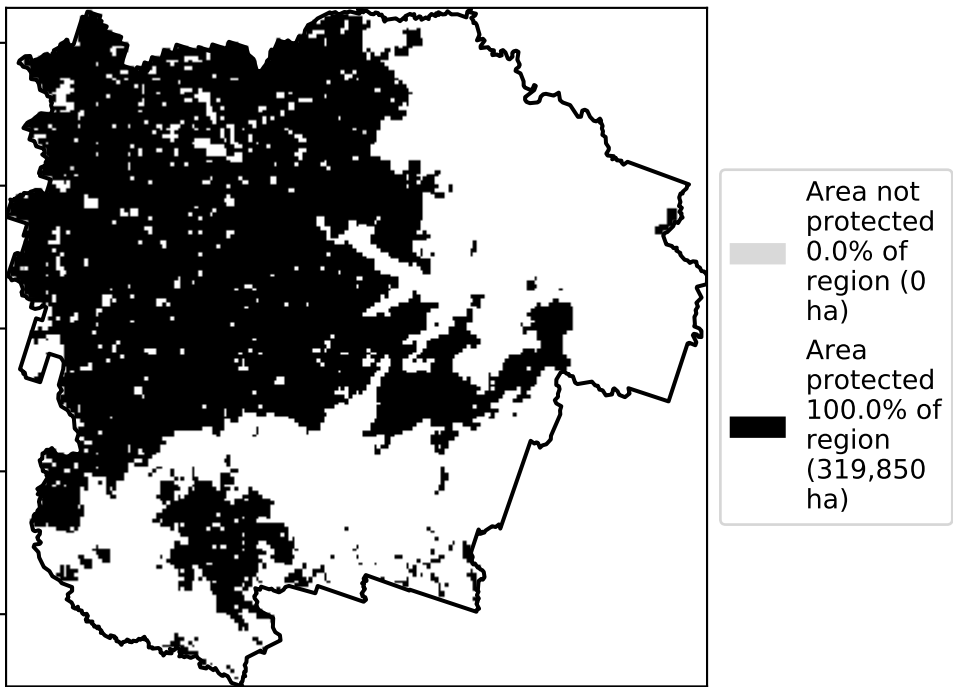 Area not
protected
0.0% of
region (0
ha)
Area
protected
100.0% of
region
(319,850
ha)